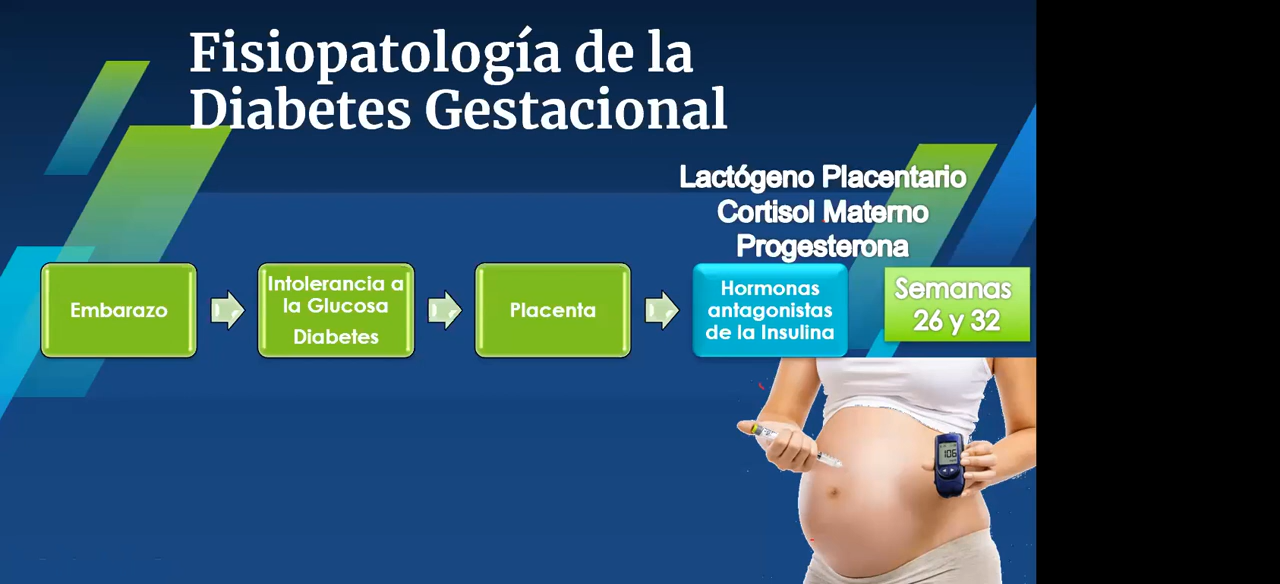 Fisiopatología de la
Diabetes Gestacional
Lactógeno Placentario
Cortisol Materno
Progesterona
Embarazo
Intolerancia a
la Glucosa
Diabetes
Placenta
Hormonas
antagonistas
de la Insulina
Semanas
26 y 32
106